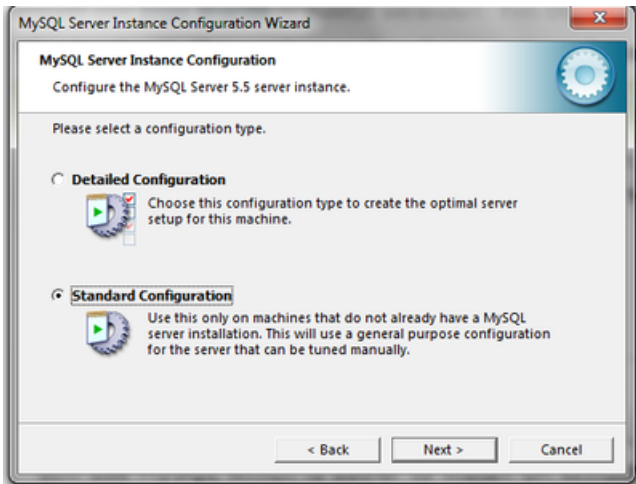 MySQL Server Instance Configuration Wizard
MySQL Server Instance Configuration
Configure the MySQL Server 5.5 server instance.
Please select a configuration type.
Detailed Configuration
Choose this configuration type to create the optimal server
setup for this machine.
Standard Configuration
Use this only on machines that do not already have a MySQL
server installation. This will use a general purpose configuration
for the server that can be tuned manually.
< Back
Next >
Cancel